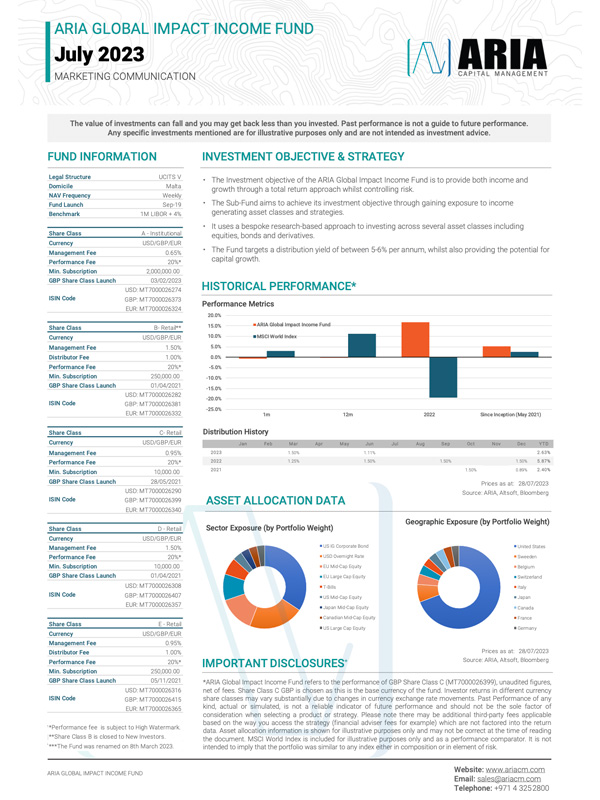 ARIA GLOBAL IMPACT INCOME FUND
July 2023
MARKETING COMMUNICATION
ARIA
CAPITAL MANAGEMENT
The value of investments can fall and you may get back less than you invested. Past performance is not a guide to future performance.
Any specific investments mentioned are for illustrative purposes only and are not intended as investment advice.
FUND INFORMATION
Legal Structure UCITS V
Domicile Malta
NAV Frequency Weekly
Fund Launch Sep-19
Benchmark 1M LIBOR + 4%
Share Class A - Institutional
Currency USD/GBP/EUR
Management Fee 0.65%
Performance Fee 20%*
Min. Subscription 2,000,000.00
GBP Share Class Launch 03/02/2023
ISIN Code
USD: MT7000026274
GBP: MT7000026373
EUR: MT7000026324
Share Class B- Retail**
Currency USD/GBP/EUR
Management Fee 1.50%
Distributor Fee 1.00%
Performance Fee 20%*
Min. Subscription 250,000.00
GBP Share Class Launch 01/04/2021
ISIN Code
USD: MT7000026282
GBP: MT7000026381
EUR: MT7000026332
Share Class C- Retail
Currency USD/GBP/EUR
Management Fee 0.95%
Performance Fee 20%*
Min. Subscription 10,000.00
GBP Share Class Launch 28/05/2021
ISIN Code
USD: MT7000026290
GBP: MT7000026399
EUR: MT7000026340
Share Class D - Retail
Currency USD/GBP/EUR
Management Fee 1.50%
Performance Fee 20%*
Min. Subscription 10,000.00
GBP Share Class Launch 01/04/2021
ISIN Code
USD: MT7000026308
GBP: MT7000026407
EUR: MT7000026357
Share Class E - Retail
Currency USD/GBP/EUR
Management Fee 0.95%
Distributor Fee 1.00%
Performance Fee 20%*
Min. Subscription 250,000.00
GBP Share Class Launch 05/11/2021
ISIN Code
USD: MT7000026316
GBP: MT7000026415
EUR: MT7000026365
*Performance fee is subject to High Watermark.
**Share Class B is closed to New Investors.
***The Fund was renamed on 8th March 2023.
INVESTMENT OBJECTIVE & STRATEGY
• The Investment objective of the ARIA Global Impact Income Fund is to provide both income and
growth through a total return approach whilst controlling risk.
• The Sub-Fund aims to achieve its investment objective through gaining exposure to income
generating asset classes and strategies.
• It uses a bespoke research-based approach to investing across several asset classes including
equities, bonds and derivatives.
• The Fund targets a distribution yield of between 5-6% per annum, whilst also providing the potential for
capital growth.
HISTORICAL PERFORMANCE*
Performance Metrics
20.0%
15.0%
10.0%
5.0%
0.0%
-5.0%
-10.0%
-15.0%
-20.0%
-25.0%
ARIA Global Impact Income Fund
MSCI World Index
1m 12m 2022 Since Inception (May 2021)
Distribution History
Jan Feb Mar Apr May Jun Jul Aug Sep Oct Nov Dec YTD
2023 1.50% 1.11% 2.63%
2022 1.25% 1.50% 1.50% 1.50% 5.87%
2021 1.50% 0.89% 2.40%
Prices as at: 28/07/2023
Source: ARIA, Altsoft, Bloomberg
ASSET ALLOCATION DATA
Sector Exposure (by Portfolio Weight)
US IG Corporate Bond
USD Overnight Rate
EU Mid-Cap Equity
EU Large Cap Equity
T-Bills
US Mid-Cap Equity
Japan Mid-Cap Equity
Canadian Mid-Cap Equity
US Large Cap Equity
Geographic Exposure (by Portfolio Weight)
United States
Sweeden
Belgium
Switzerland
Italy
Japan
Canada
France
Germany
Prices as at: 28/07/2023
Source: ARIA, Altsoft, Bloomberg
IMPORTANT DISCLOSURES*
*ARIA Global Impact Income Fund refers to the performance of GBP Share Class C (MT7000026399), unaudited figures,
net of fees. Share Class C GBP is chosen as this is the base currency of the fund. Investor returns in different currency
share classes may vary substantially due to changes in currency exchange rate movements. Past Performance of any
kind, actual or simulated, is not a reliable indicator of future performance and should not be the sole factor of
consideration when selecting a product or strategy. Please note there may be additional third-party fees applicable
based on the way you access the strategy (financial adviser fees for example) which are not factored into the return
data. Asset allocation information is shown for illustrative purposes only and may not be correct at the time of reading
the document. MSCI World Index is included for illustrative purposes only and as a performance comparator. It is not
intended to imply that the portfolio was similar to any index either in composition or in element of risk.
ARIA GLOBAL IMPACT INCOME FUND
Website: www.ariacm.com
Email: sales@ariacm.com
Telephone: +971 4 325 2800